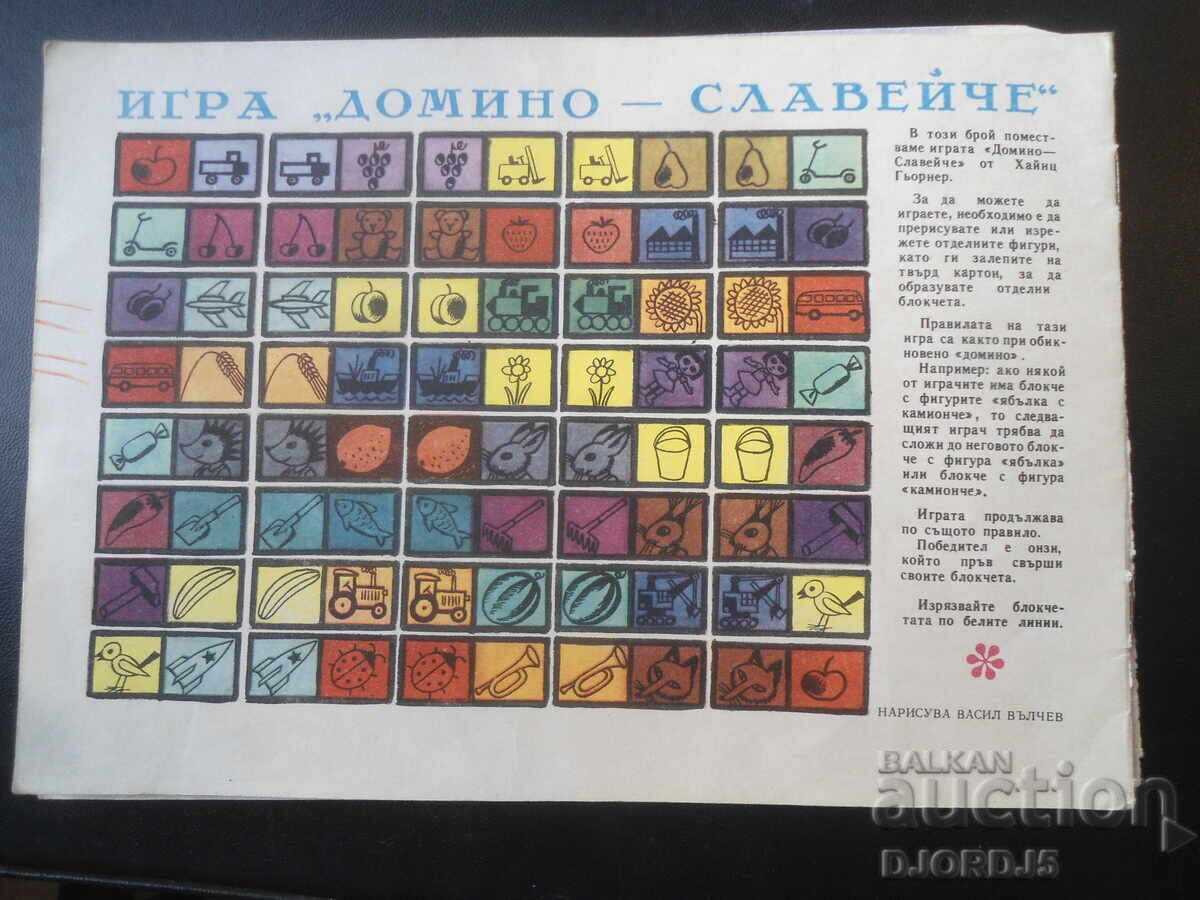 ИГРА „ДОМИНО — СЛАВЕЙЧЕ“
В този брой помест-
ваме играта «Домино—
Славейче» от Хайнц
Гьорнер.
За да можете да
играете, необходимо е да
прерисувате или изре-
жете отделните фигури,
като ги залепите на
твърд картон, за да
образувате отделни
блокчета.
Правилата на тази
игра са както при обик-
новено «домино».
Например: ако някой
от играчите има блокче
с фигурите «ябълка с
камионче», то следва-
щият играч трябва да
сложи до неговото блок-
че с фигура «ябълка»
или блокче с фигура
«камионче».
Играта продължава
по същото правило.
Победител е онзи,
който пръв свърши
своите блокчета.
Изрязвайте блокче-
тата по белите линии.
НАРИСУВА ВАСИЛ ВЪЛЧЕВ
BALKAN
auction
DJORDJ5